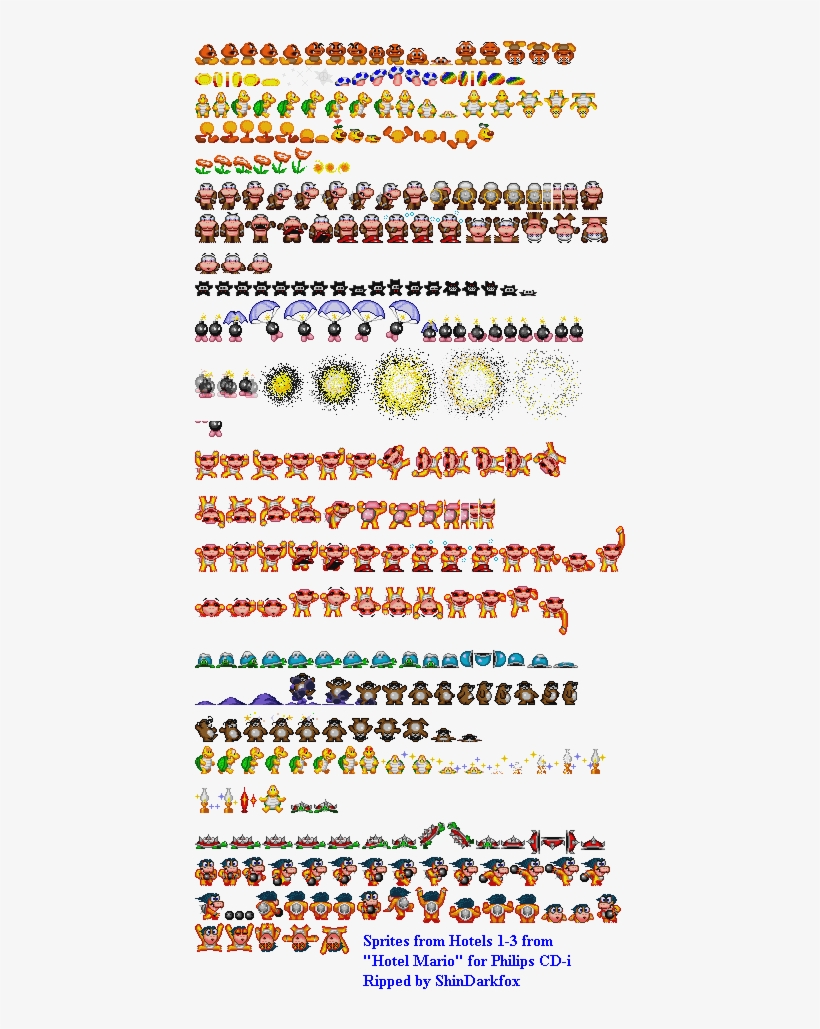 Sprites from Hotels 1-3 from
"Hotel Mario" for Philips CD-i
Ripped by ShinDarkfox